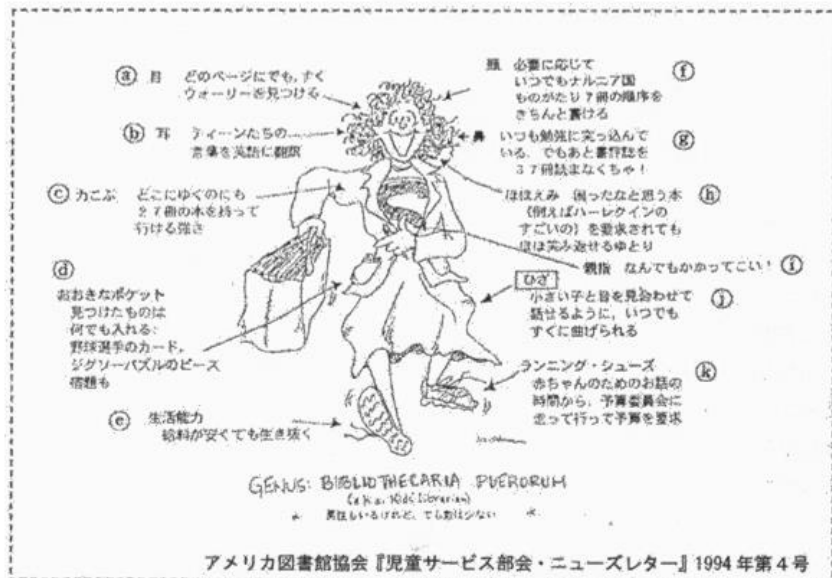 ⓐ 目 どのページにでも,すぐ
ウォーリーを見つける
ⓑ 耳 ティーンたちの
言葉を英語に翻訳
ⓒ 力こぶ どこにゆくのにも
27冊の本を持って
行ける強さ
ⓓ
おおきなポケット
見つけたものは
何でも入れる:
野球選手のカード,
ジグソーパズルのピース
宿題も
ⓔ 生活能力
給料が安くても生き抜く
ⓕ
頭 必要に応じて
いつでもナルニア国
ものがたり7冊の順序を
きちんと書ける
ⓖ
鼻 いつも勉強に突っ込んで
いる,でもあと書評誌を
37冊読まなくちゃ!
ⓗ
ほほえみ 困ったなと思う本
(例えばハーレクインの
すごいの)を要求されても
ほほ笑み返せるゆとり
親指 なんでもかかってこい! ⓘ
ひざ
ⓙ
小さい子と目を見合わせて
話せるように,いつでも
すぐに曲げられる
ランニング・シューズ
ⓚ
赤ちゃんのためのお話の
時間から,予算委員会に
走って行って予算を要求
GENUS: BIBLIOTHECARIA PUERORUM
(a.k.a. Kids Librarian)
* 男性もいるけれど,でも数は少ない *
アメリカ図書館協会『児童サービス部会・ニューズレター』1994年第4号